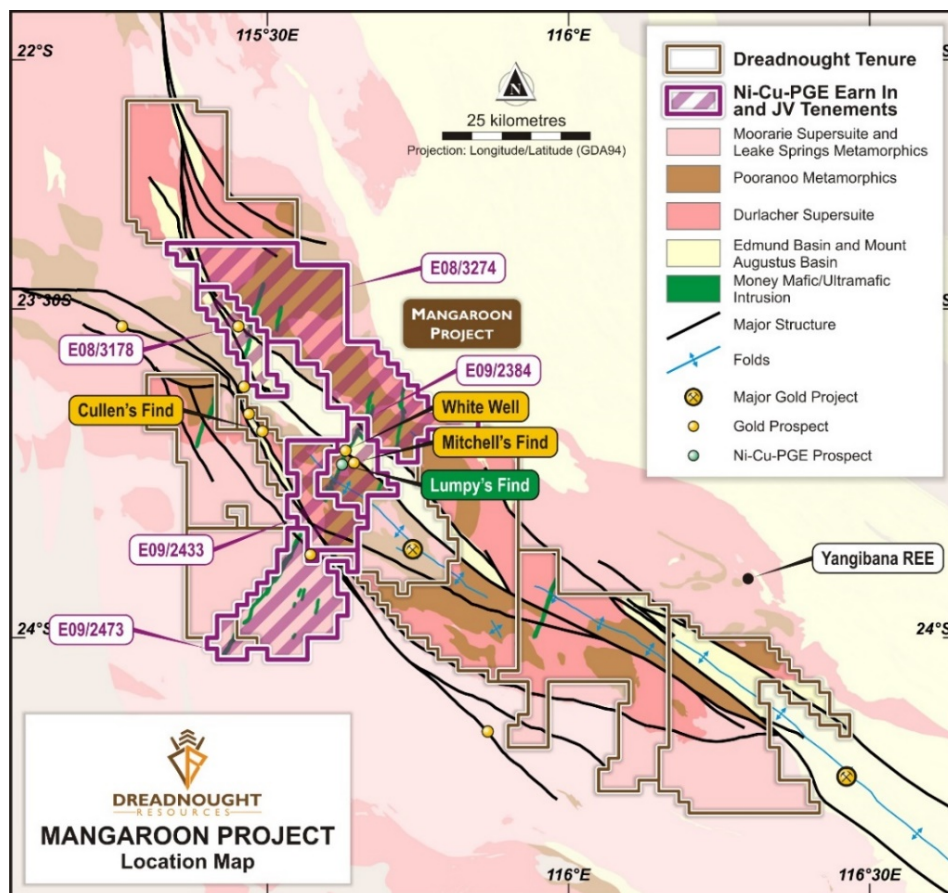 115°30E
116°E
22°S
N
25 kilometres
Projection: Longitude/Latitude (GDA94)
Dreadnought Tenure
Ni-Cu-PGE Earn In
and JV Tenements
Moorarie Supersuite and
Leake Springs Metamorphics
Pooranoo Metamorphics
Durlacher Supersuite
Edmund Basin and Mount
Augustus Basin
Money Mafic/Ultramafic
Intrusion
Major Structure
Folds
Major Gold Project
Gold Prospect
Ni-Cu-PGE Prospect
E08/3274
23°30S
MANGAROON
PROJECT
E08/3178
E09/2384
Cullen's Find
White Well
Mitchell's Find
Lumpy's Find
E09/2433
Yangibana REE
E09/2473
24°S
24°S
DREADNOUGHT
RESOURCES
MANGAROON PROJECT
Location Map
116°E
116°30E